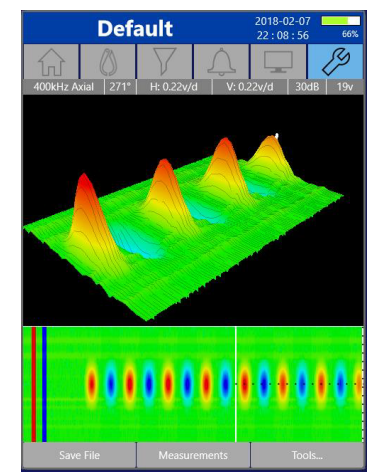 Default
2018-02-07
22 : 08 : 56
66%
400kHz Axial 271° H: 0.22v/d V: 0.22v/d 30dB 19v
Save File Measurements Tools...